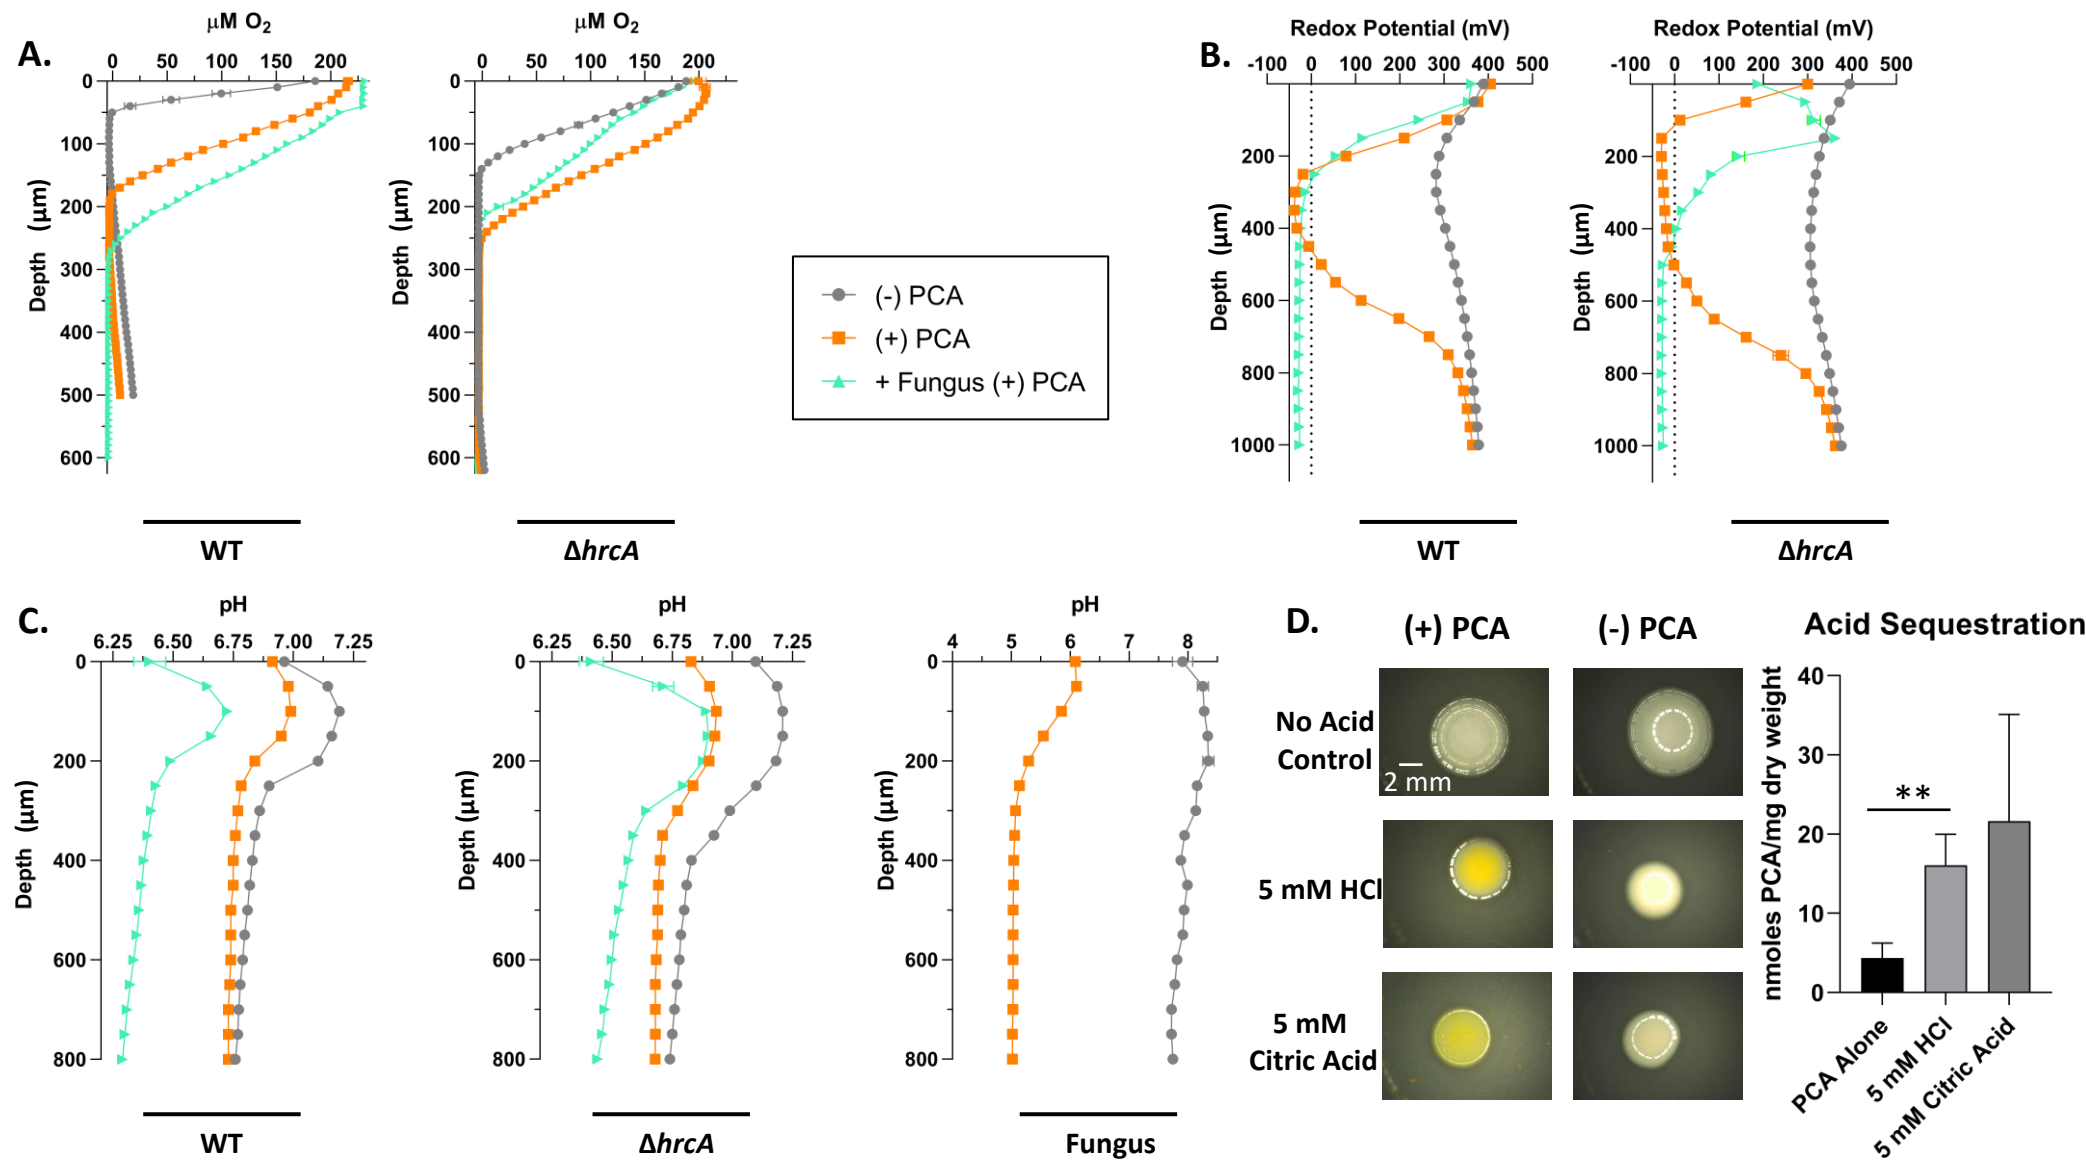 A.
μM O2
0 50 100 150 200
0
100
200
300
400
500
600
Depth (μm)
WT
μM O2
0 50 100 150 200
0
100
200
300
400
500
600
Depth (μm)
ΔhrcA
(-) PCA
(+) PCA
+ Fungus (+) PCA
B.
Redox Potential (mV)
-100 0 100 200 300 400 500
200
400
600
800
1000
Depth (μm)
WT
Redox Potential (mV)
-100 0 100 200 300 400 500
200
400
600
800
1000
Depth (μm)
ΔhrcA
C.
pH
6.25 6.50 6.75 7.00 7.25
0
200
400
600
800
Depth (μm)
WT
pH
6.25 6.50 6.75 7.00 7.25
0
200
400
600
800
Depth (μm)
ΔhrcA
pH
4 5 6 7 8
0
200
400
600
800
Depth (μm)
Fungus
D.
(+) PCA
(-) PCA
No Acid
Control
2 mm
5 mM HCl
5 mM
Citric Acid
Acid Sequestration
nmoles PCA/mg dry weight
40
30
20
10
0
**
PCA Alone
5 mM HCl
5 mM Citric Acid